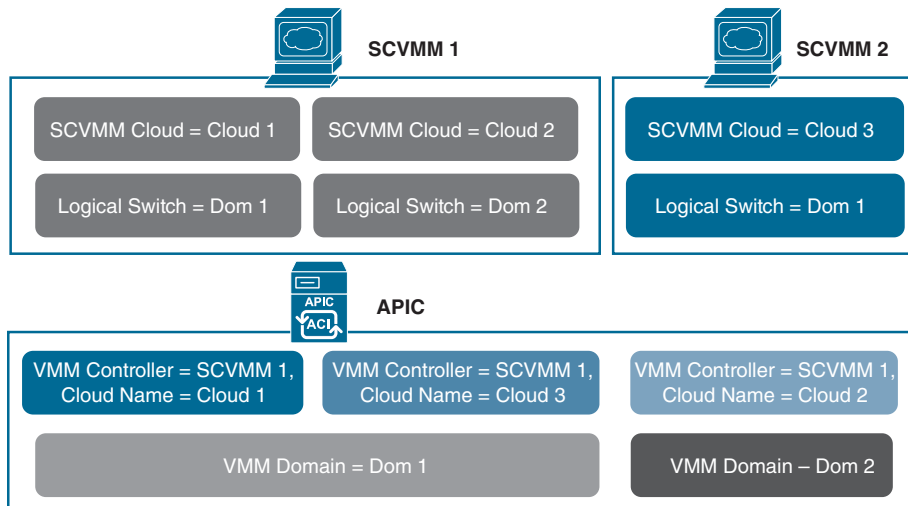 SCVMM 1
SCVMM 2
SCVMM Cloud = Cloud 1
SCVMM Cloud = Cloud 2
SCVMM Cloud = Cloud 3
Logical Switch = Dom 1
Logical Switch = Dom 2
Logical Switch = Dom 1
APIC
ACI
APIC
VMM Controller = SCVMM 1,
Cloud Name = Cloud 1
VMM Controller = SCVMM 1,
Cloud Name = Cloud 3
VMM Controller = SCVMM 1,
Cloud Name = Cloud 2
VMM Domain = Dom 1
VMM Domain – Dom 2